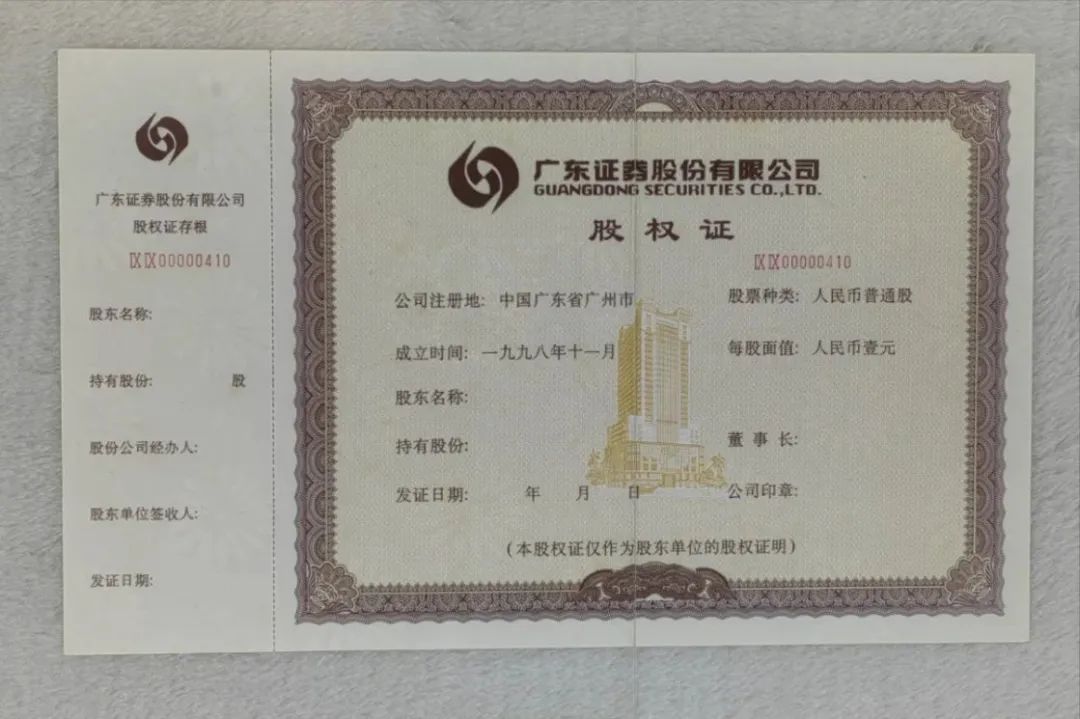 广东证券股份有限公司
股权证存根
ⅨⅨ00000410
股东名称:
持有股份: 股
股份公司经办人:
股东单位签收人:
发证日期:
广东证券股份有限公司
GUANGDONG SECURITIES CO.,LTD.
股权证
ⅨⅨ00000410
公司注册地: 中国广东省广州市 股票种类: 人民币普通股
成立时间: 一九九八年十一月 每股面值: 人民币壹元
股东名称:
持有股份: 董事长:
发证日期: 年 月 日 公司印章:
(本股权证仅作为股东单位的股权证明)